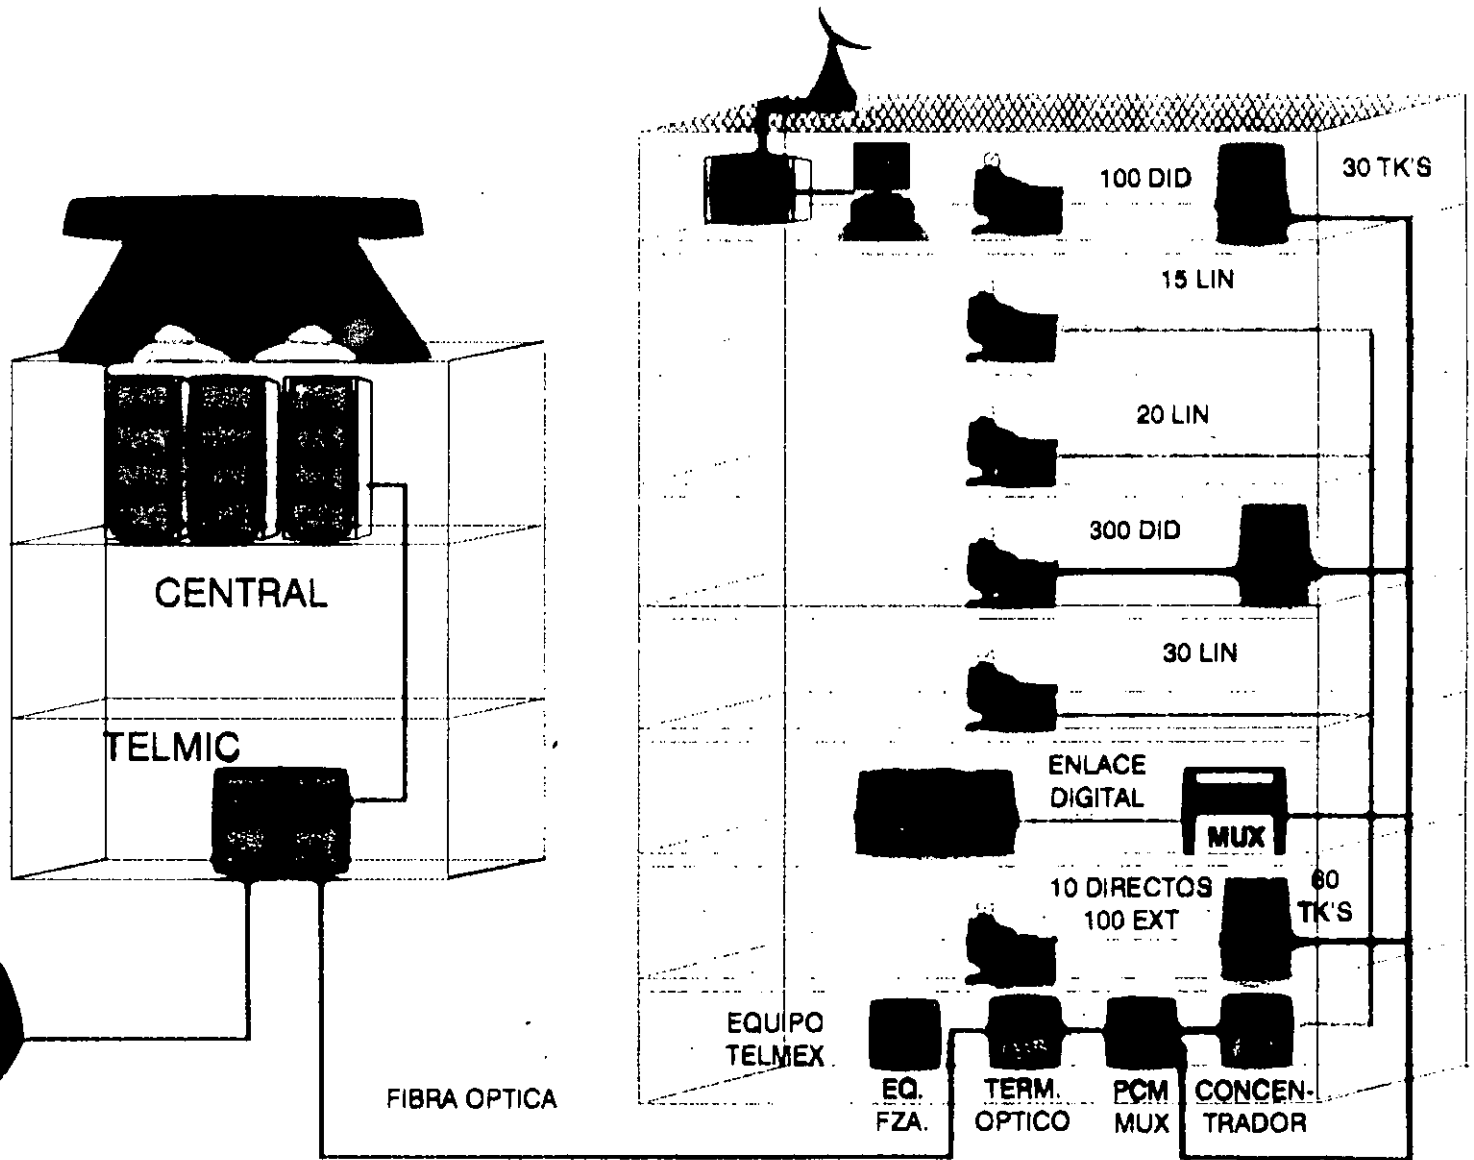 30 TK'S
100 DID
15 LIN
20 LIN
300 DID
CENTRAL
30 LIN
TELMIC
ENLACE
DIGITAL
MUX
10 DIRECTOS
100 EXT
60
TK'S
EQUIPO
TELMEX
FIBRA OPTICA
EQ.
FZA.
TERM.
OPTICO
PCM
MUX
CONCEN-
TRADOR